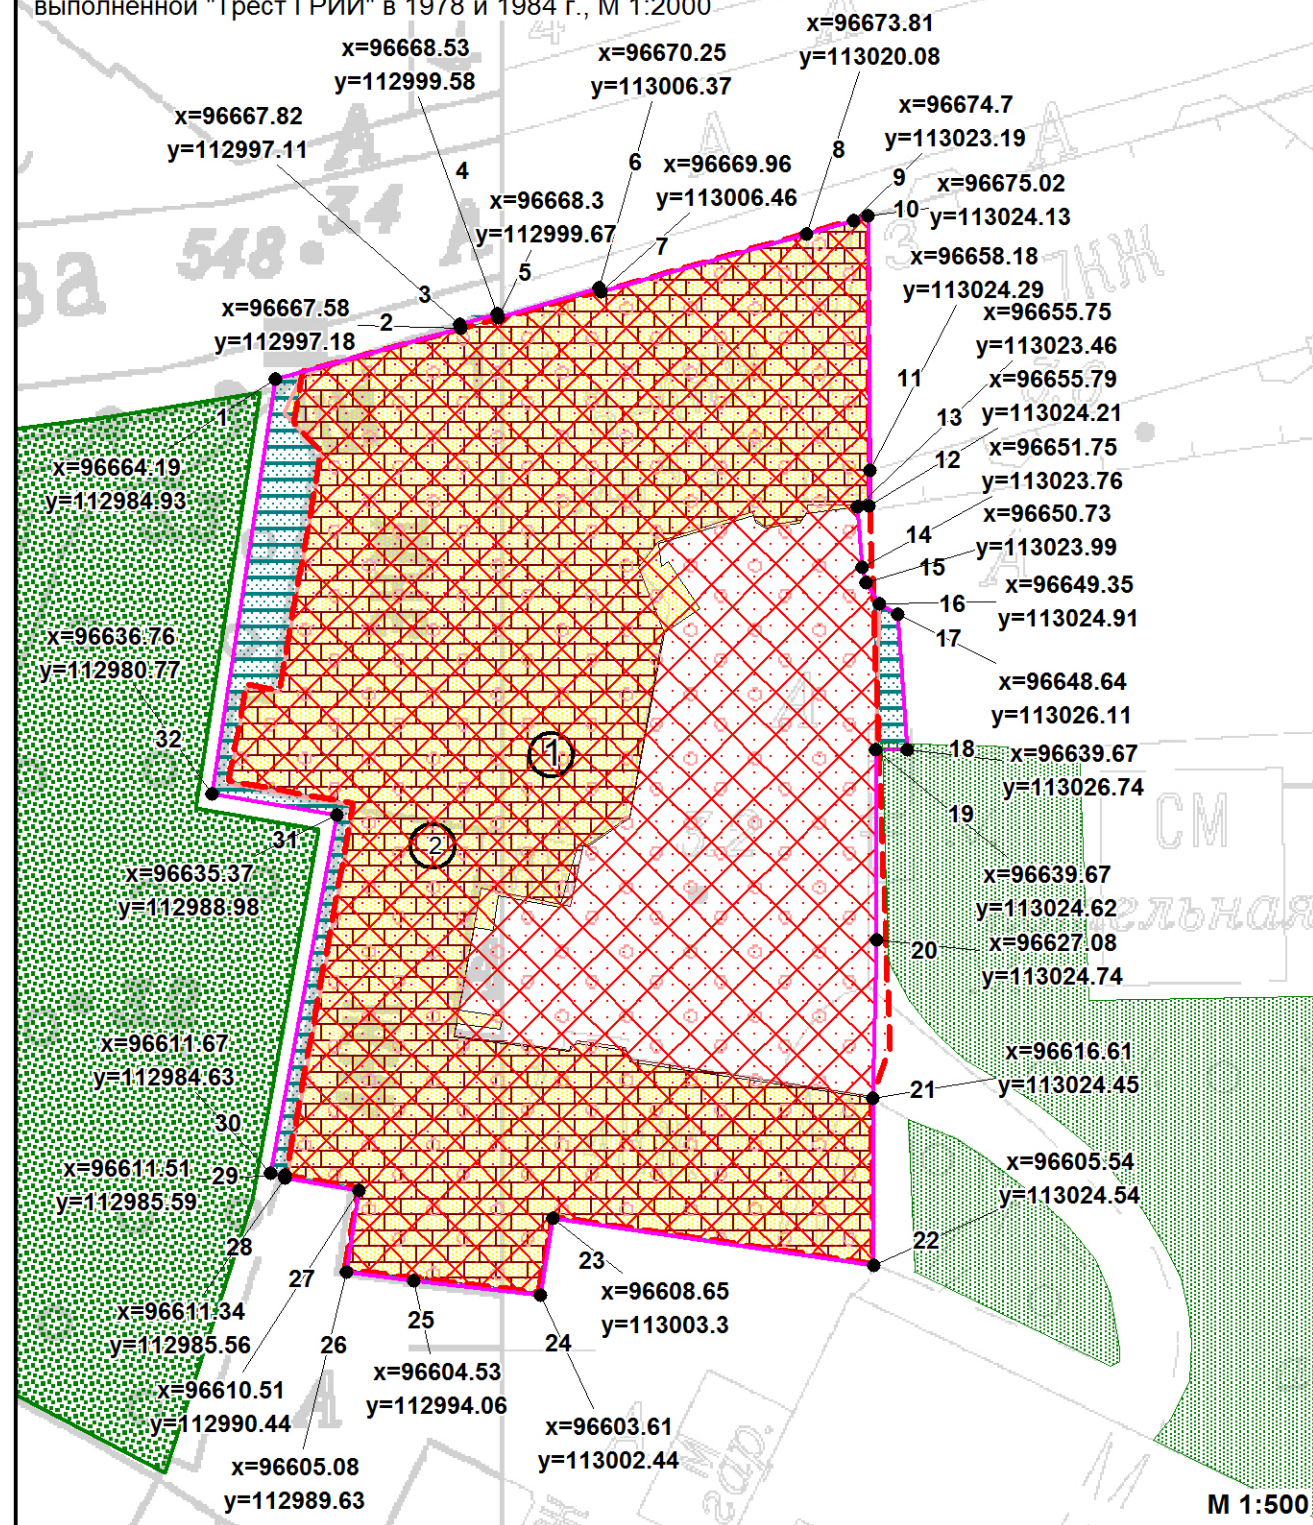 выполненной "Трест ГРИИ" в 1978 и 1984 г., М 1:2000
x=96673.81
y=113020.08
x=96668.53
y=112999.58
x=96670.25
y=113006.37
x=96667.82
y=112997.11
x=96674.7
y=113023.19
4
6
8
x=96669.96
y=113006.46
9
x=96675.02
y=113024.13
10
x=96668.3
y=112999.67
5
7
x=96658.18
y=113024.29
548
3.4
А
А
А
А
ва
3
1КЖ
x=96667.58
y=112997.18
2
3
x=96655.75
y=113023.46
x=96655.79
y=113024.21
11
13
12
1
x=96664.19
y=112984.93
x=96651.75
y=113023.76
x=96650.73
y=113023.99
14
15
x=96649.35
y=113024.91
16
17
x=96636.76
y=112980.77
32
x=96648.64
y=113026.11
18
x=96639.67
y=113026.74
1
2
19
СМ
31
x=96635.37
y=112988.98
x=96639.67
y=113024.62
20
x=96627.08
y=113024.74
x=96611.67
y=112984.63
30
x=96616.61
y=113024.45
21
x=96611.51
y=112985.59
29
28
x=96605.54
y=113024.54
22
27
23
x=96608.65
y=113003.3
x=96611.34
y=112985.56
25
26
24
x=96610.51
y=112990.44
x=96604.53
y=112994.06
x=96603.61
y=113002.44
x=96605.08
y=112989.63
А
М
гар.
М
Ж
М 1:500